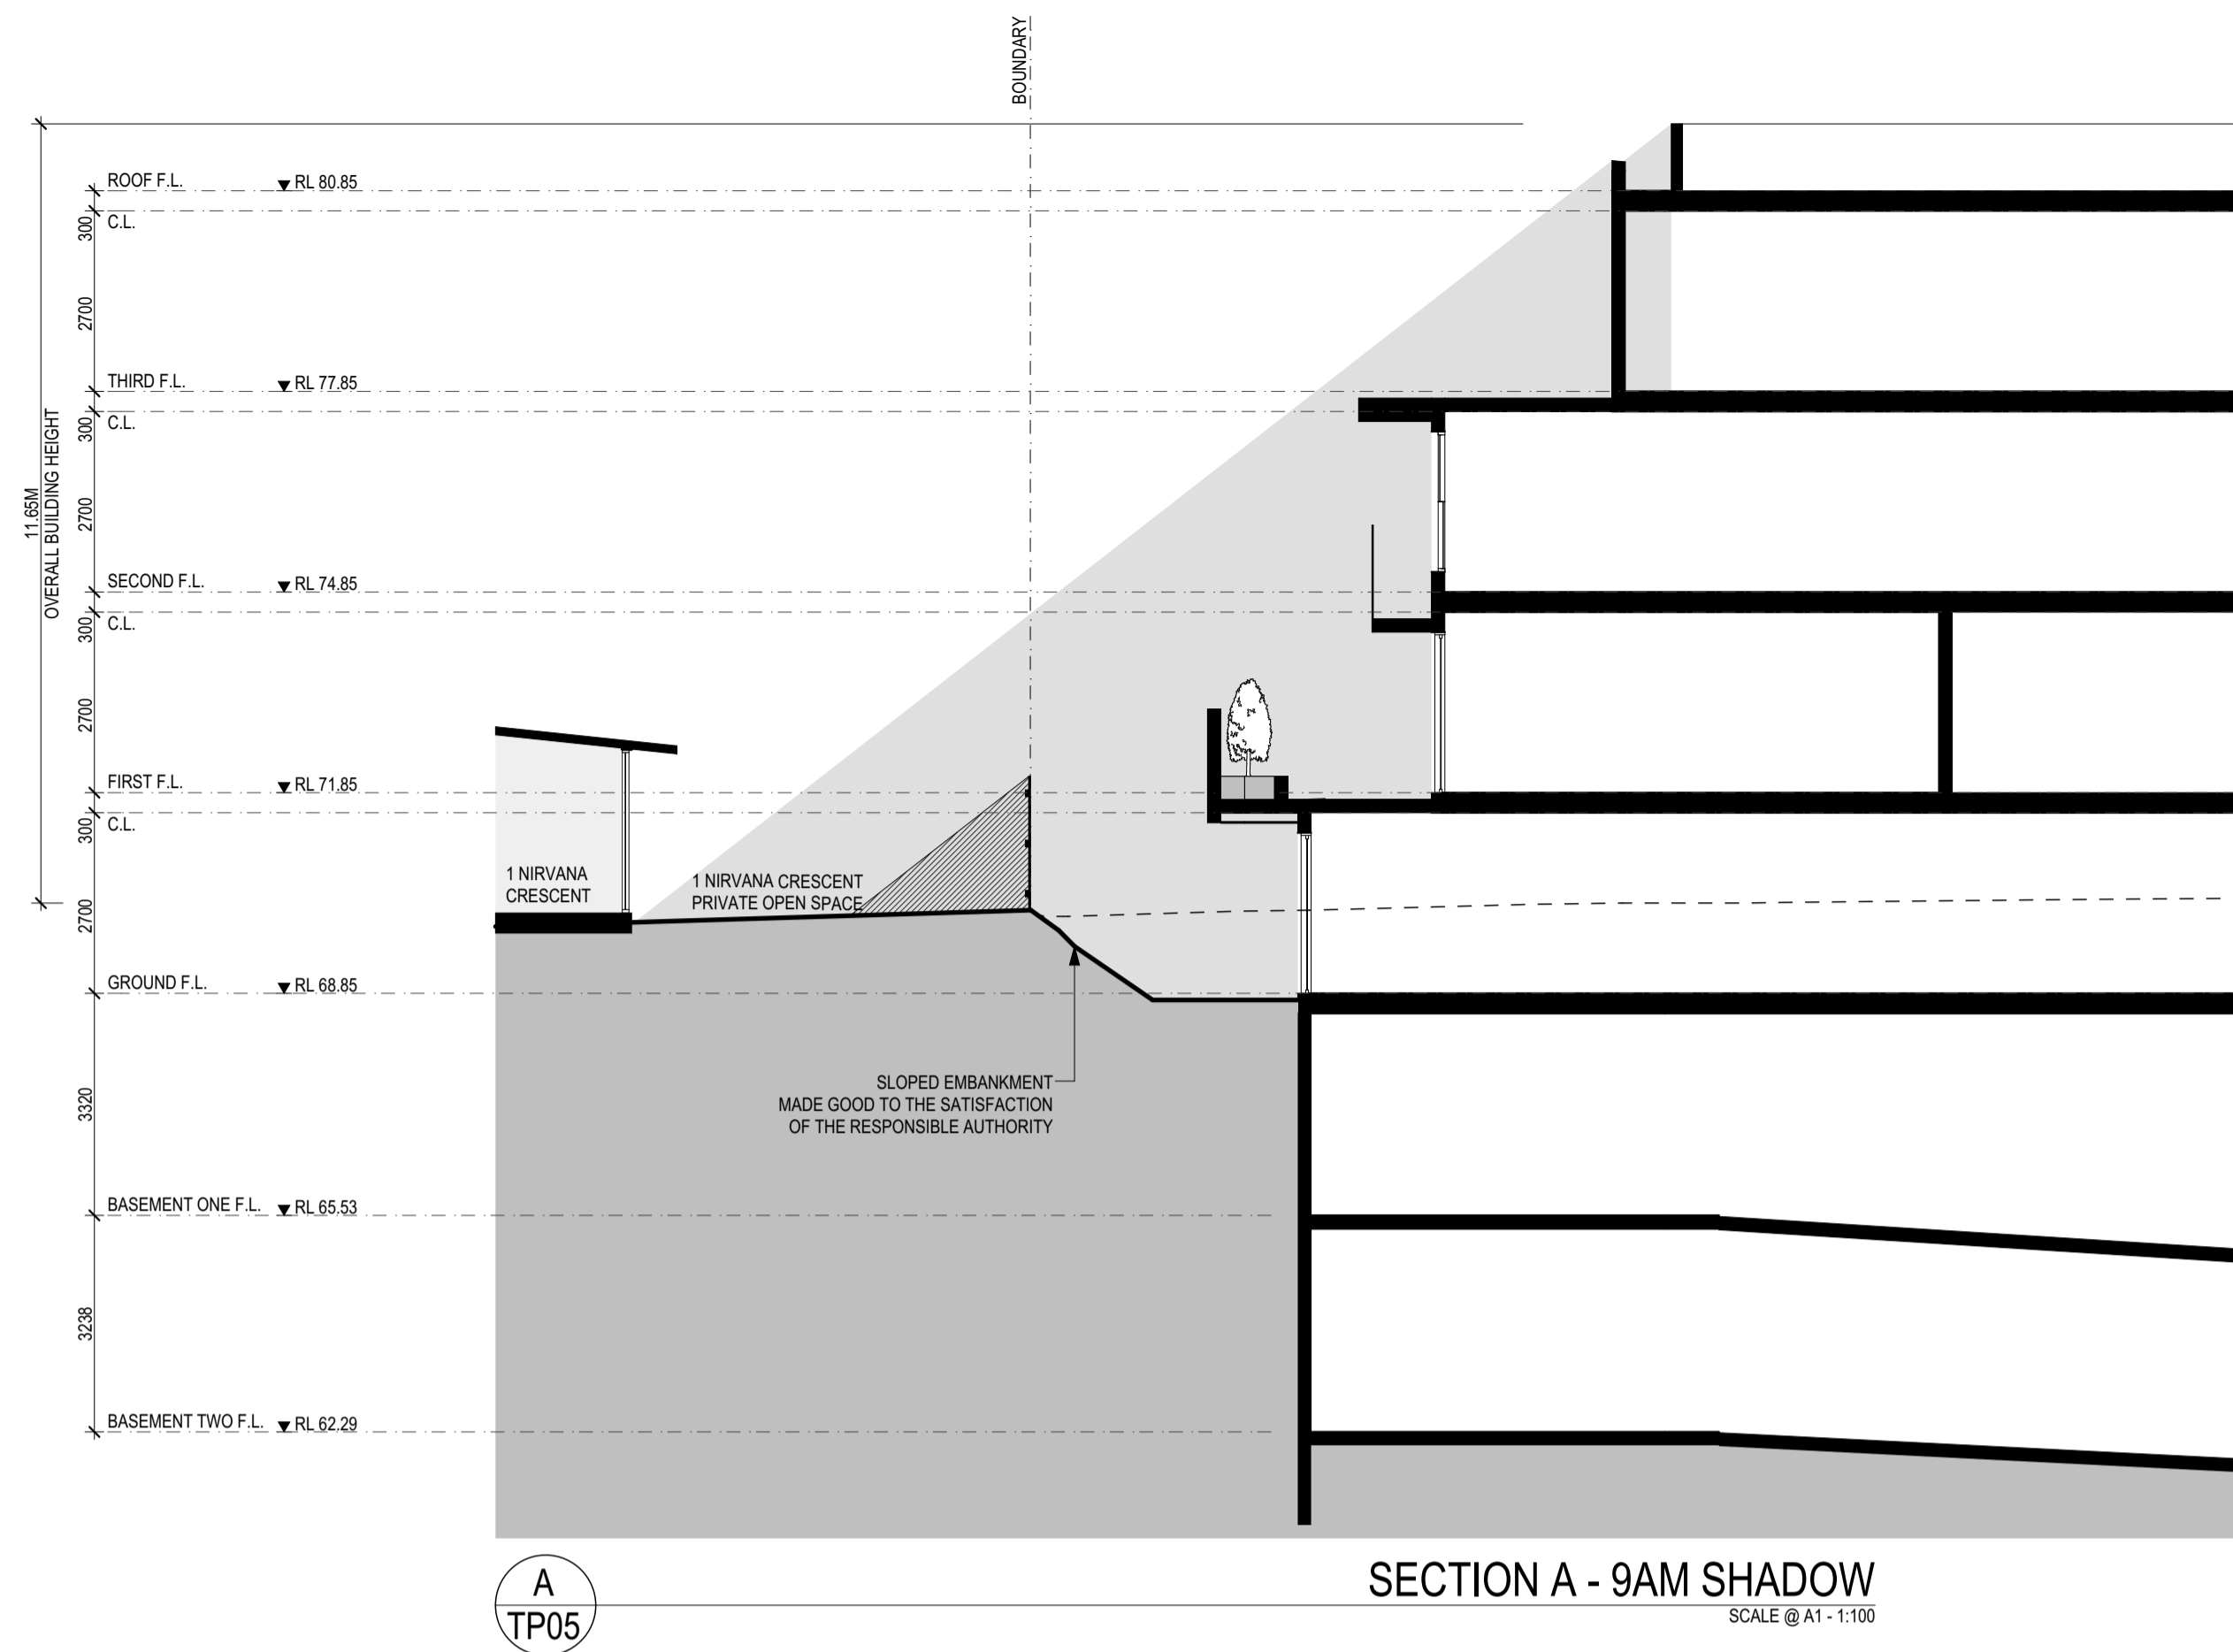 BOUNDARY
ROOF F.L. RL 80.85
300
C.L.
2700
THIRD F.L. RL 77.85
300
C.L.
11.65M
OVERALL BUILDING HEIGHT
2700
SECOND F.L. RL 74.85
300
C.L.
2700
FIRST F.L. RL 71.85
300
C.L.
1 NIRVANA
CRESCENT
1 NIRVANA CRESCENT
PRIVATE OPEN SPACE
2700
GROUND F.L. RL 68.85
SLOPED EMBANKMENT
MADE GOOD TO THE SATISFACTION
OF THE RESPONSIBLE AUTHORITY
3320
BASEMENT ONE F.L. RL 65.53
3238
BASEMENT TWO F.L. RL 62.29
A
TP05
SECTION A - 9AM SHADOW
SCALE @ A1 - 1:100